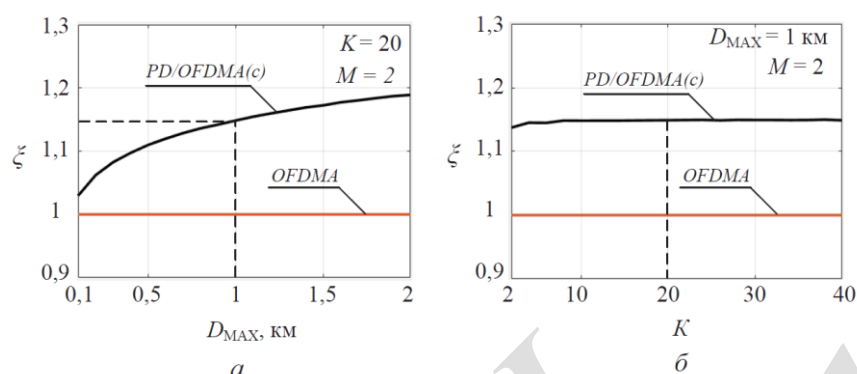 1,3
K = 20
M = 2
PD/OFDMA(c)
1,2
1,1
ξ
OFDMA
1
0,9
0,1 0,5 1 1,5 2
D_MAX, км
а
1,3
D_MAX = 1 км
M = 2
PD/OFDMA(c)
1,2
1,1
ξ
OFDMA
1
0,9
2 10 20 30 40
K
б